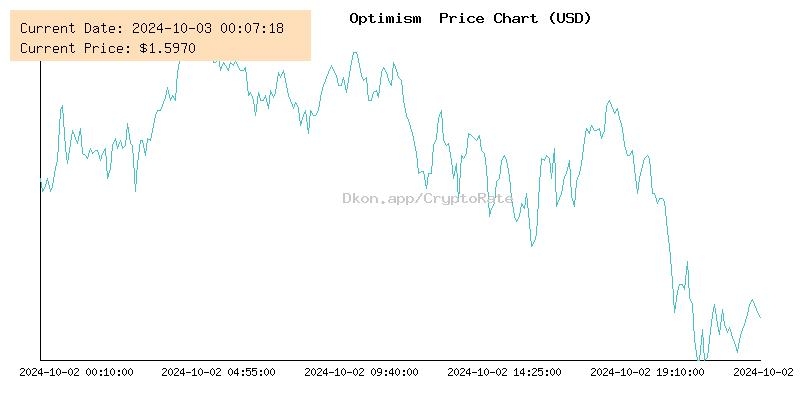 Optimism  Price Chart (USD)
Current Date: 2024-10-03 00:07:18
Current Price: $1.5970
Dkon.app/CryptoRate
2024-10-02 00:10:00 2024-10-02 04:55:00 2024-10-02 09:40:00 2024-10-02 14:25:00 2024-10-02 19:10:00 2024-10-02